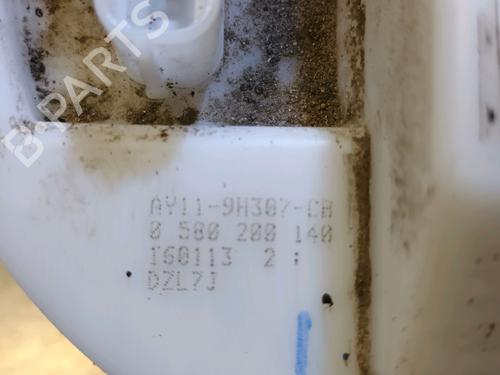 B-PARTS
AY11-9H307-CB
0 580 200 140
160113 2 :
DZL7J